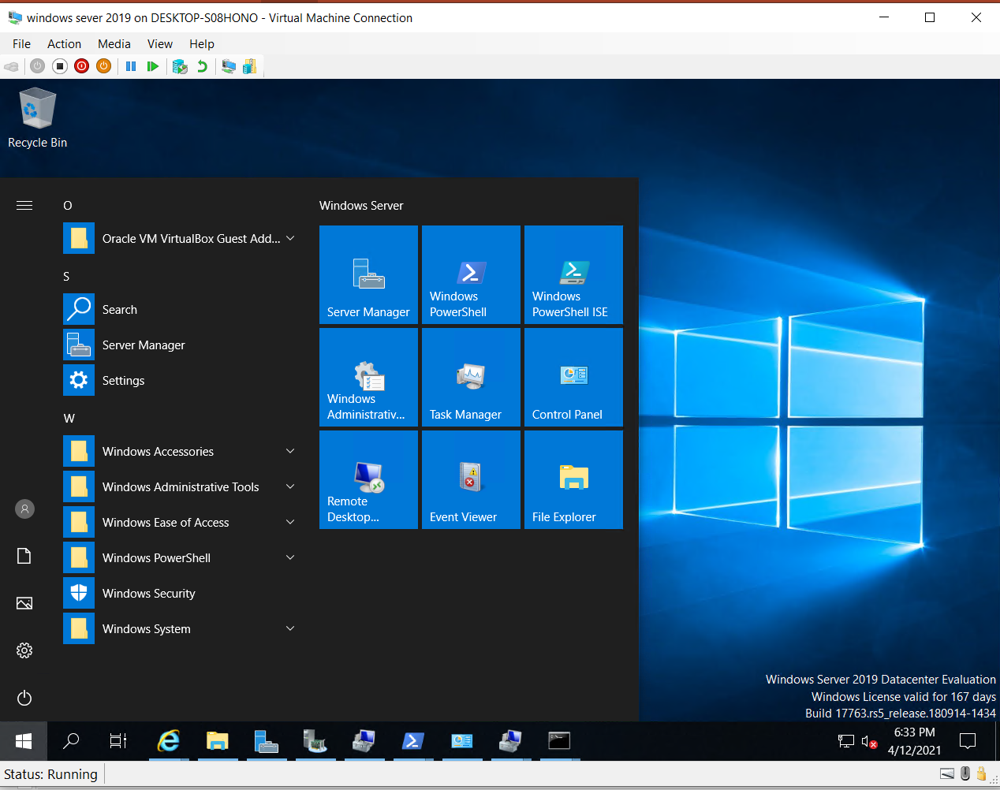 windows sever 2019 on DESKTOP-S08HONO - Virtual Machine Connection
File Action Media View Help
Recycle Bin
O
Oracle VM VirtualBox Guest Add...
S
Search
Server Manager
Settings
W
Windows Accessories
Windows Administrative Tools
Windows Ease of Access
Windows PowerShell
Windows Security
Windows System
Windows Server
Server Manager
Windows
PowerShell
Windows
PowerShell ISE
Windows
Administrativ...
Task Manager
Control Panel
Remote
Desktop...
Event Viewer
File Explorer
Windows Server 2019 Datacenter Evaluation
Windows License valid for 167 days
Build 17763.rs5_release.180914-1434
6:33 PM
4/12/2021
Status: Running